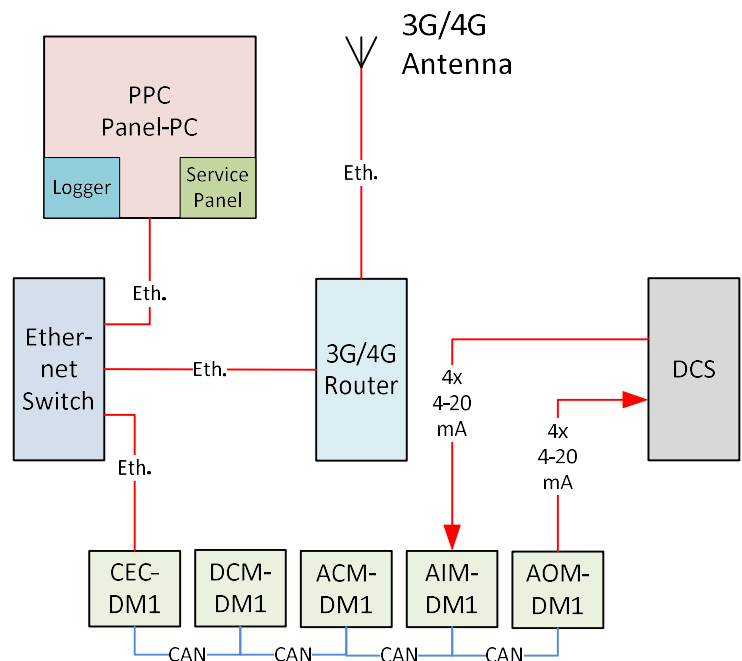 3G/4G
Antenna
PPC
Panel-PC
Logger
Service
Panel
Eth.
Eth.
Ether-
net
Switch
Eth.
3G/4G
Router
DCS
4x
4-20
mA
4x
4-20
mA
Eth.
CEC-
DM1
DCM-
DM1
ACM-
DM1
AIM-
DM1
AOM-
DM1
CAN
CAN
CAN
CAN